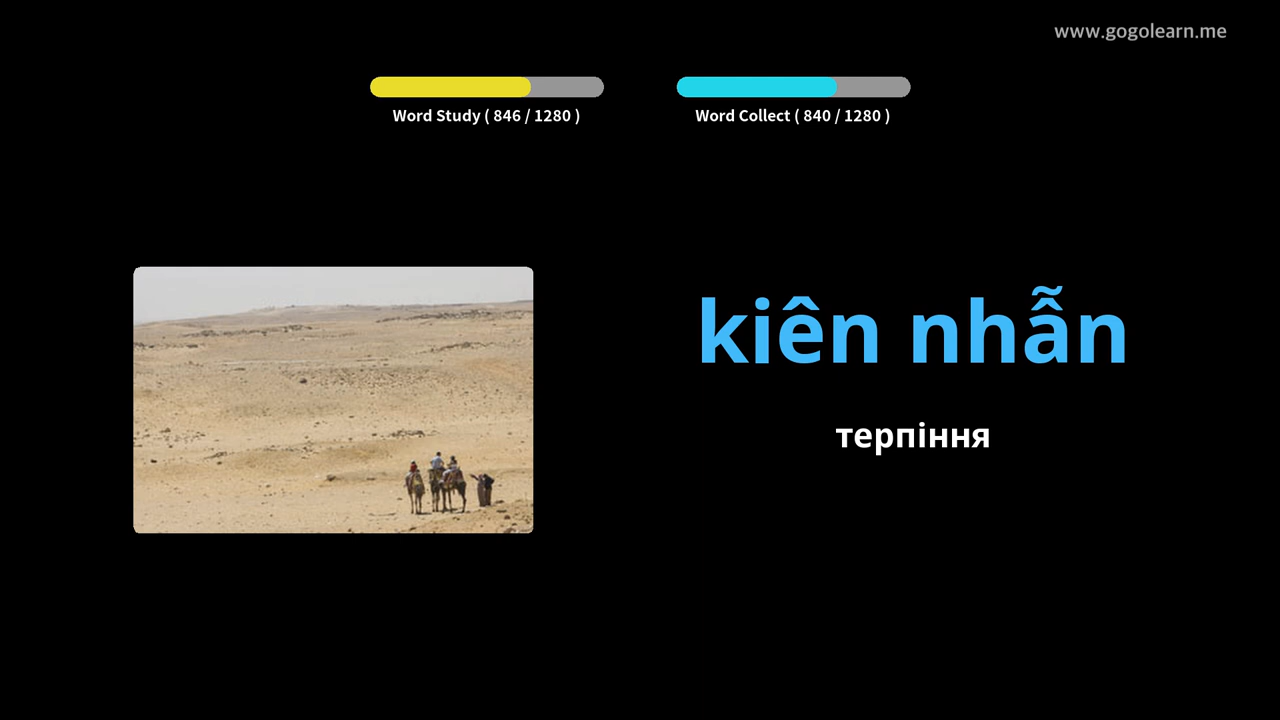 www.gogolearn.me
Word Study ( 846 / 1280 )
Word Collect ( 840 / 1280 )
kiên nhẫn
терпіння